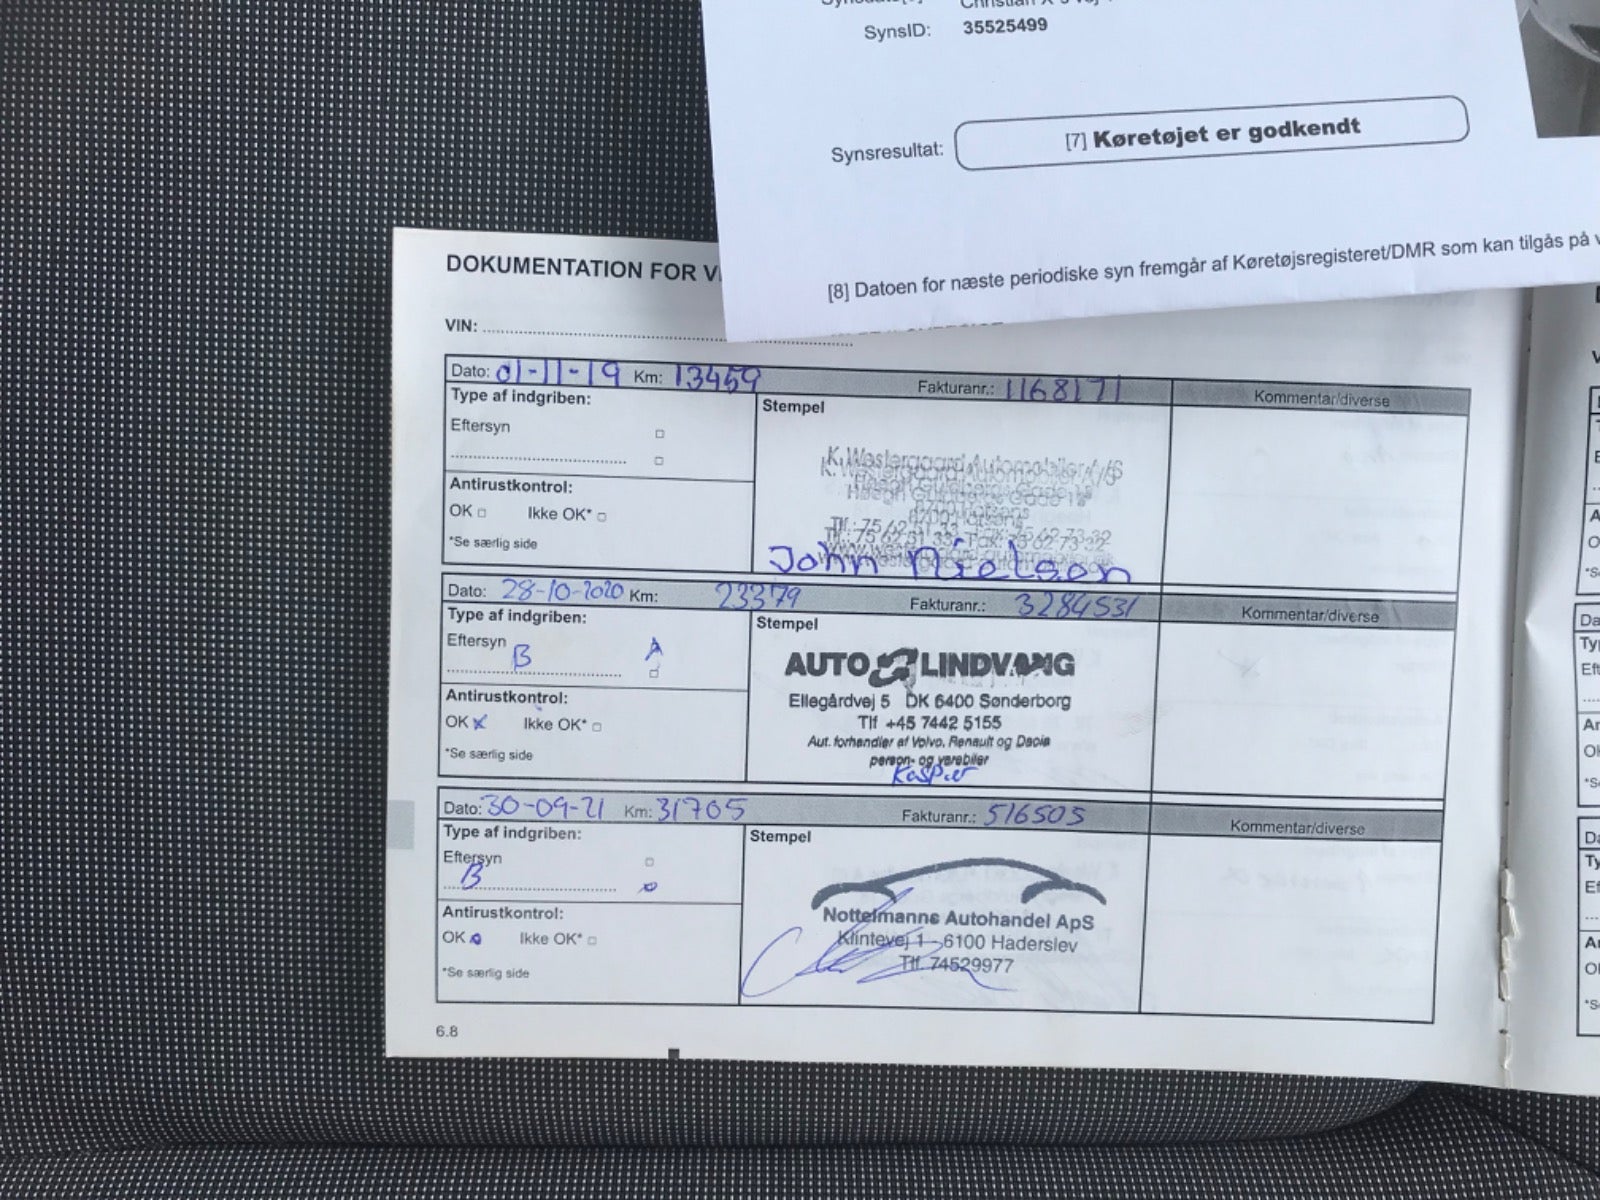 SynsID: 35525499
Synsresultat: [7] Køretøjet er godkendt
[8] Datoen for næste periodiske syn fremgår af Køretøjsregisteret/DMR som kan tilgås på
DOKUMENTATION FOR
VIN:
Dato: 01-11-19 Km: 13459 Fakturanr.: 1168171 Kommentar/diverse
Type af indgriben:
Stempel
Eftersyn
K. Westergaard Automobiler A/S
Antirustkontrol:
OK Ikke OK*
*Se særlig side
John Nielsen
Dato: 28-10-2020 Km: 23379 Fakturanr.: 3284531 Kommentar/diverse
Type af indgriben:
Stempel
Eftersyn
B
AUTO LINDVANG
Ellegårdvej 5 DK 6400 Sønderborg
Tlf +45 7442 5155
Aut. forhandler af Volvo, Renault og Dacia
person- og varebiler
Kasper
Antirustkontrol:
OK x Ikke OK*
*Se særlig side
Dato: 30-09-21 Km: 31705 Fakturanr.: 516505 Kommentar/diverse
Type af indgriben:
Stempel
Eftersyn
B
Antirustkontrol:
OK Ikke OK*
*Se særlig side
Nottelmanns Autohandel ApS
Klintevej 1 - 6100 Haderslev
Tlf. 74529977
6.8